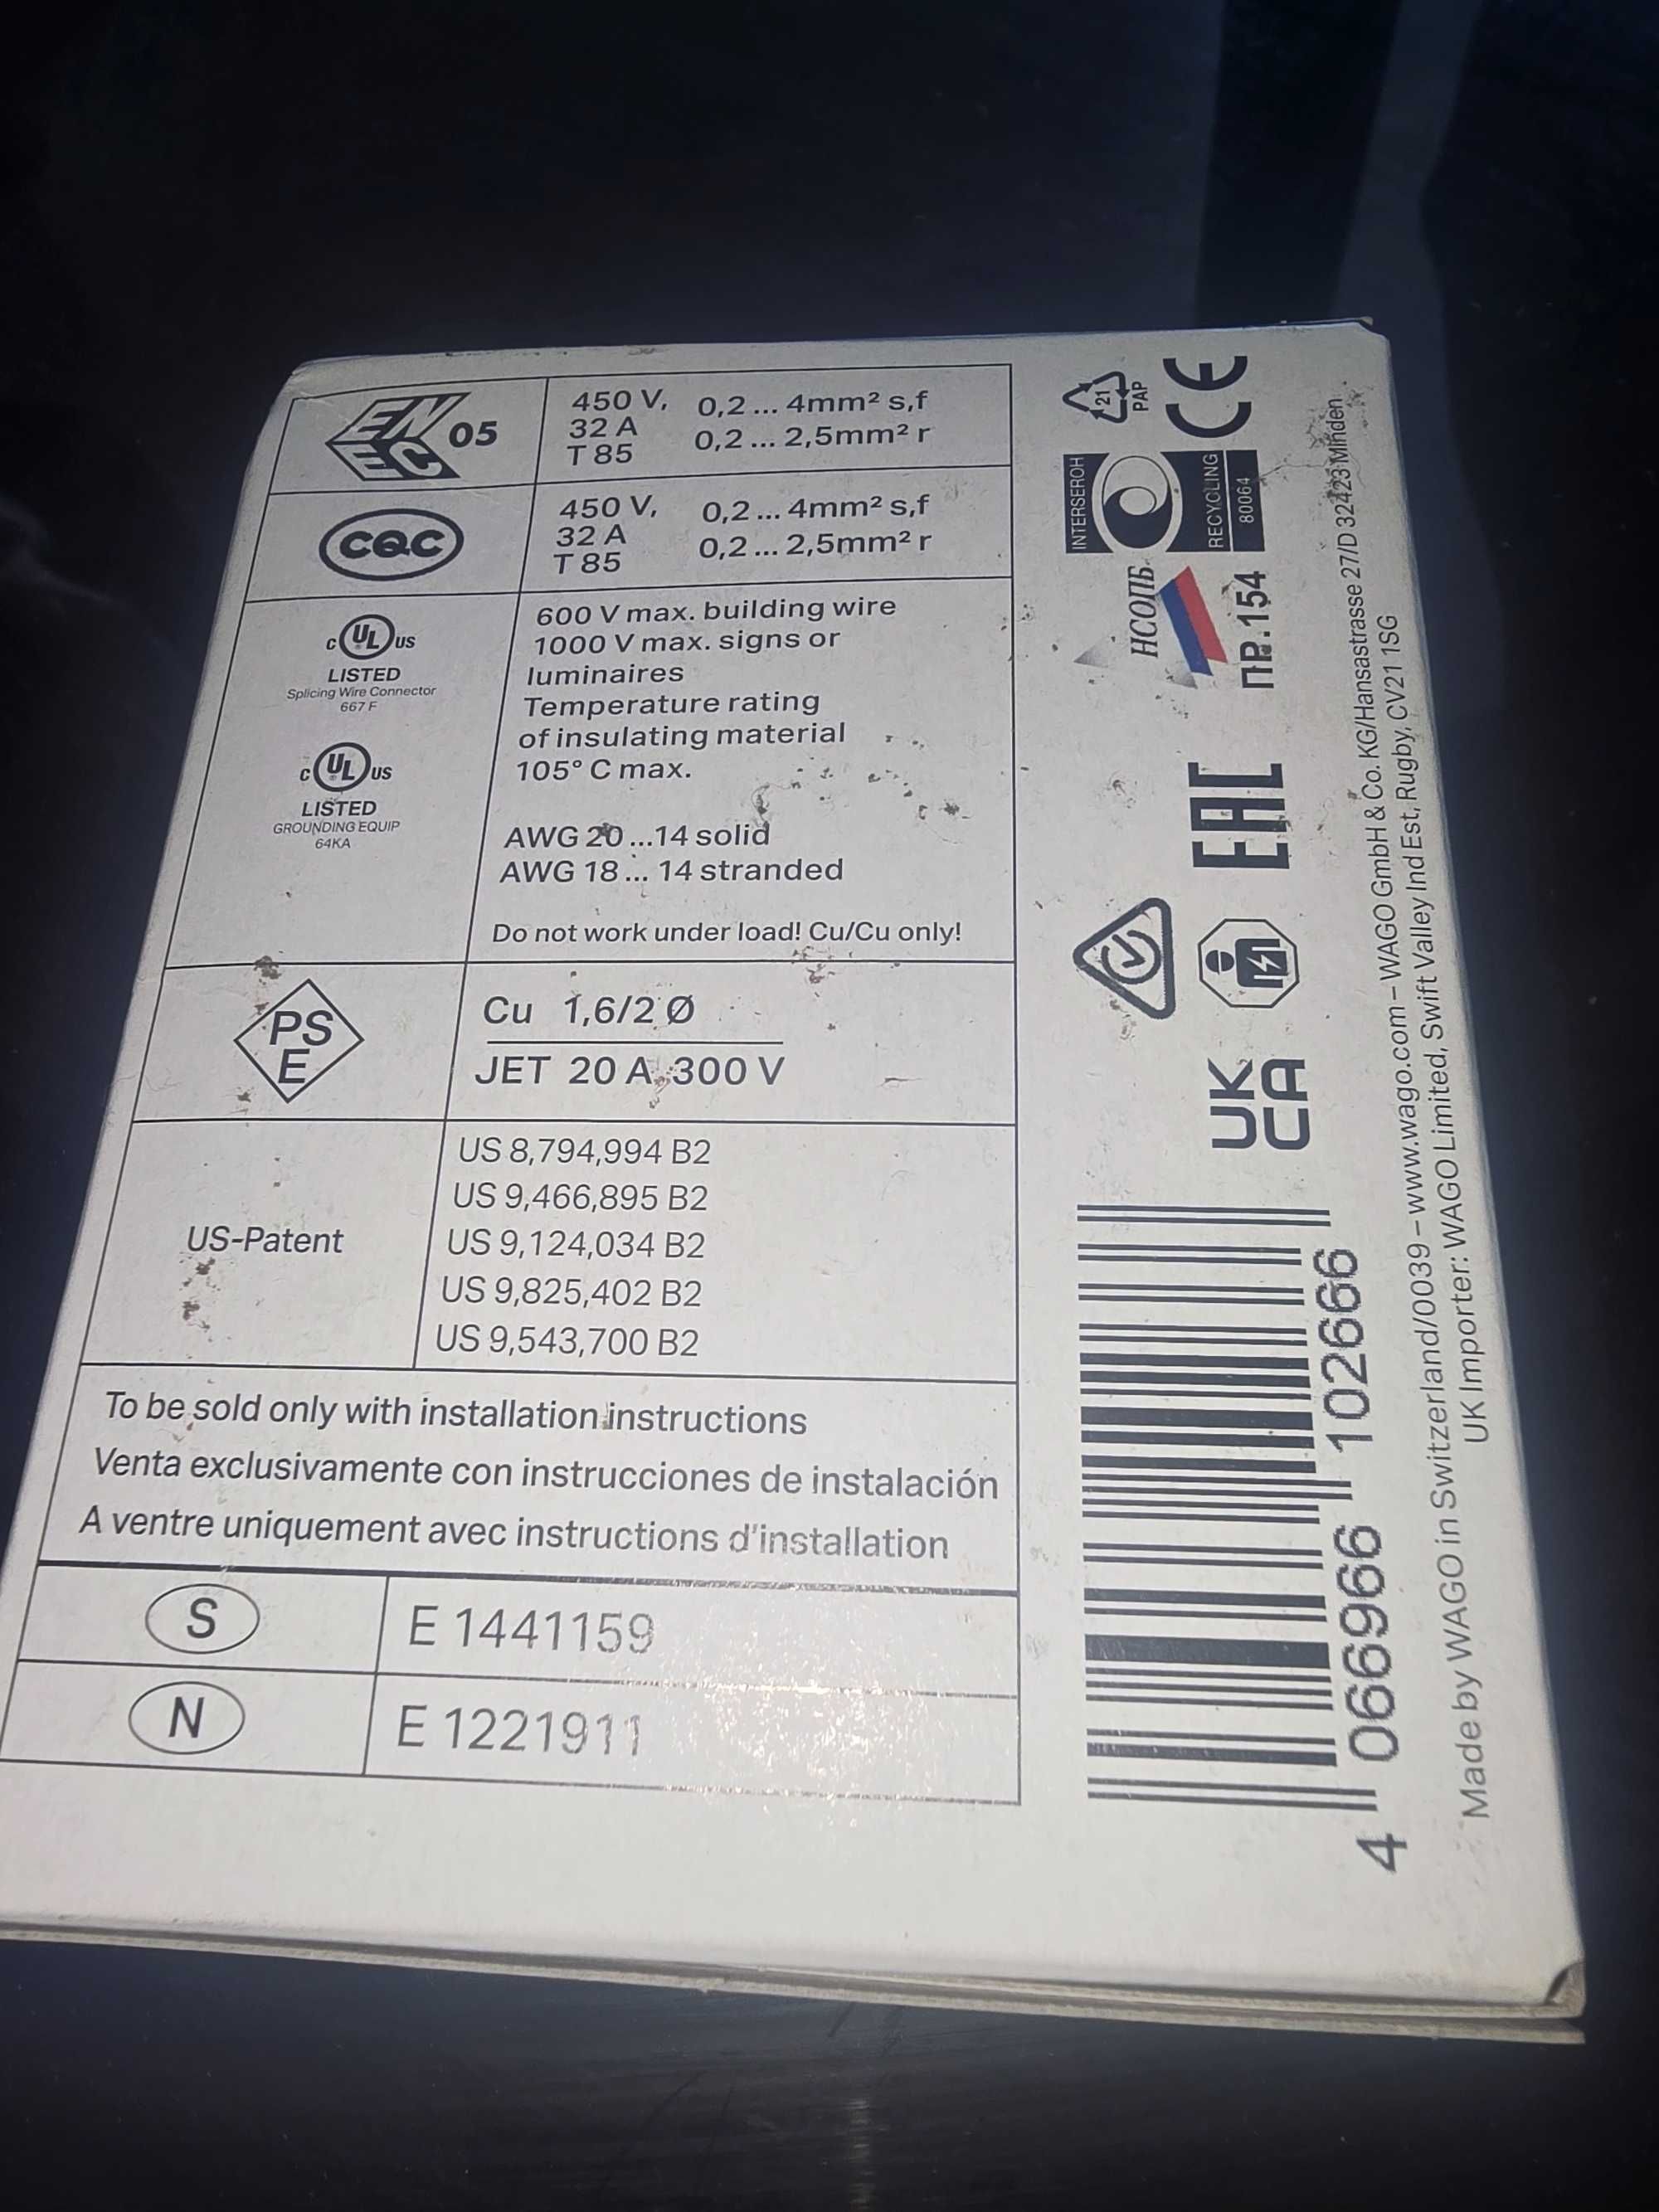 EN
EC
05
450 V, 0,2 ... 4mm² s,f
32 A 0,2 ... 2,5mm² r
T 85
CQC
450 V, 0,2 ... 4mm² s,f
32 A 0,2 ... 2,5mm² r
T 85
c UL US
LISTED
Splicing Wire Connector
667 F
c UL US
LISTED
GROUNDING EQUIP
64KA
600 V max. building wire
1000 V max. signs or
luminaires
Temperature rating
of insulating material
105° C max.
AWG 20 ...14 solid
AWG 18 ... 14 stranded
Do not work under load! Cu/Cu only!
PS
E
Cu 1,6/2 Ø
JET 20 A 300 V
US-Patent
US 8,794,994 B2
US 9,466,895 B2
US 9,124,034 B2
US 9,825,402 B2
US 9,543,700 B2
To be sold only with installation instructions
Venta exclusivamente con instrucciones de instalación
A ventre uniquement avec instructions d'installation
S
E 1441159
N
E 1221911
21
PAP
CE
INTERSEROH
RECYCLING
80064
НСОПБ
ПР.154
EAC
UK
CA
4 066966 102666
Made by WAGO in Switzerland/0039 – www.wago.com – WAGO GmbH & Co. KG/Hansastrasse 27/D 32423 Minden
UK Importer: WAGO Limited, Swift Valley Ind Est, Rugby, CV21 1SG